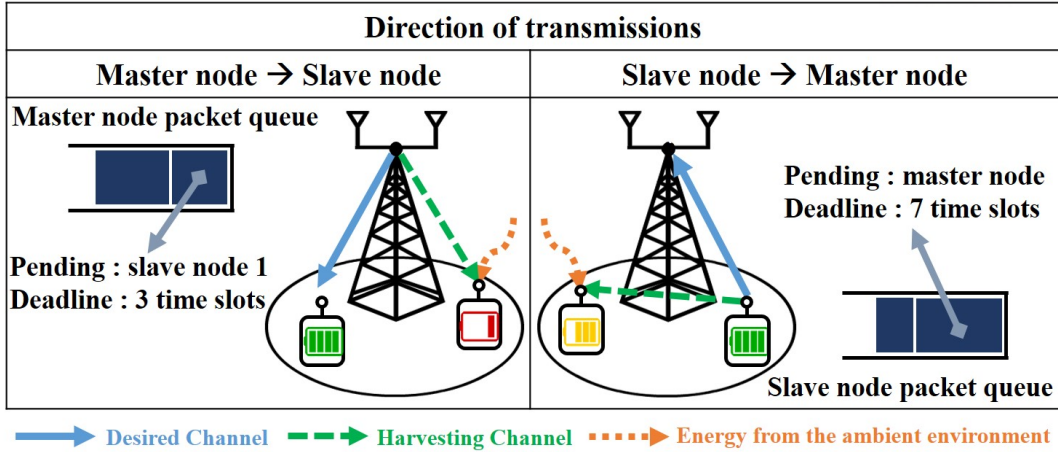 Direction of transmissions
Master node → Slave node
Slave node → Master node
Master node packet queue
Pending : slave node 1
Deadline : 3 time slots
Pending : master node
Deadline : 7 time slots
Slave node packet queue
Desired Channel
Harvesting Channel
Energy from the ambient environment